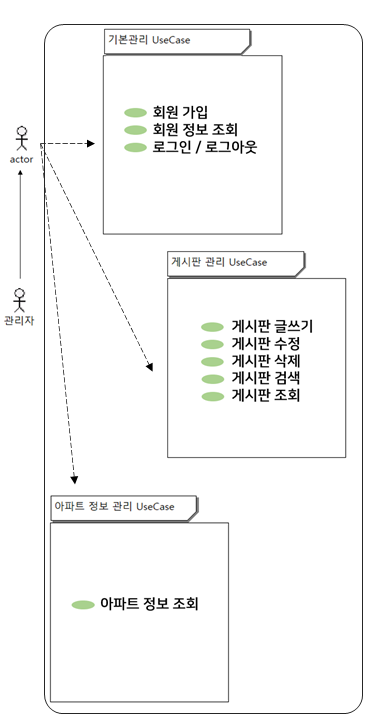 기본관리 UseCase
회원 가입
회원 정보 조회
로그인 / 로그아웃
actor
게시판 관리 UseCase
관리자
게시판 글쓰기
게시판 수정
게시판 삭제
게시판 검색
게시판 조회
아파트 정보 관리 UseCase
아파트 정보 조회